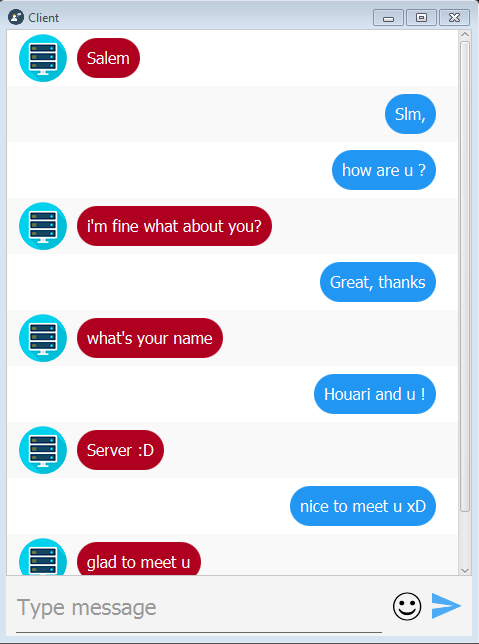 Client
Salem
Slm,
how are u ?
i'm fine what about you?
Great, thanks
what's your name
Houari and u !
Server :D
nice to meet u xD
glad to meet u
Type message